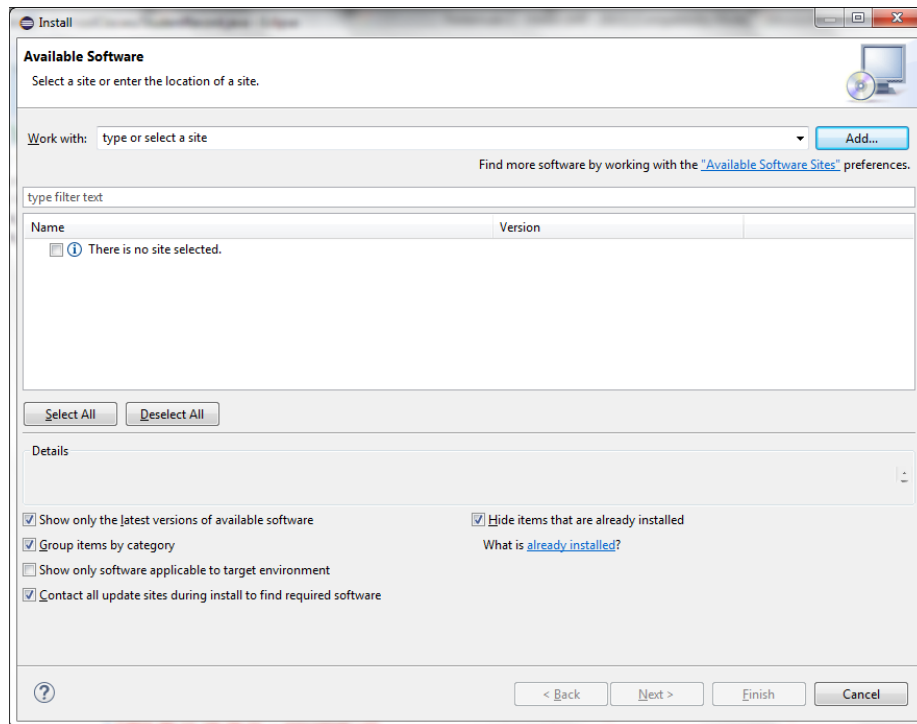 Install
Available Software
Select a site or enter the location of a site.
Work with: type or select a site Add...
Find more software by working with the "Available Software Sites" preferences.
type filter text
Name Version
There is no site selected.
Select All Deselect All
Details
Show only the latest versions of available software Hide items that are already installed
Group items by category What is already installed?
Show only software applicable to target environment
Contact all update sites during install to find required software
< Back Next > Finish Cancel